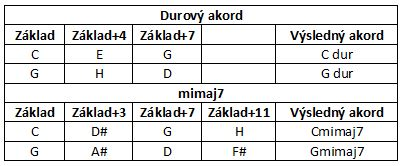 Durový akord
Základ Základ+4 Základ+7 Výsledný akord
C E G C dur
G H D G dur
mimaj7
Základ Základ+3 Základ+7 Základ+11 Výsledný akord
C D# G H Cmimaj7
G A# D F# Gmimaj7